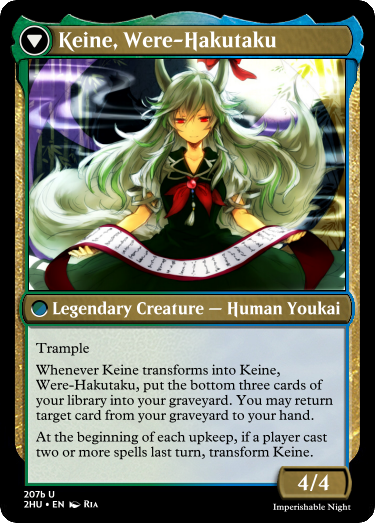 Keine, Were-Hakutaku
Legendary Creature — Human Youkai
Trample
Whenever Keine transforms into Keine,
Were-Hakutaku, put the bottom three cards of
your library into your graveyard. You may return
target card from your graveyard to your hand.
At the beginning of each upkeep, if a player cast
two or more spells last turn, transform Keine.
4/4
207b U
2HU • EN Ria
Imperishable Night